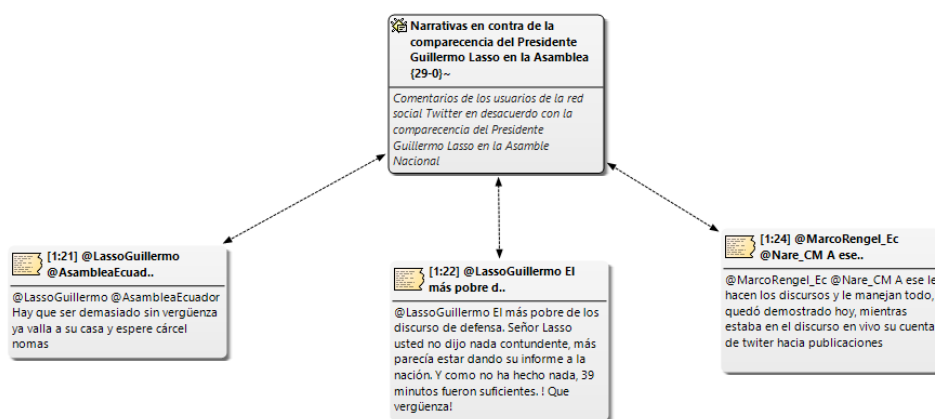 Narrativas en contra de la
comparecencia del Presidente
Guillermo Lasso en la Asamblea
{29-0}~
Comentarios de los usuarios de la red
social Twitter en desacuerdo con la
comparecencia del Presidente
Guillermo Lasso en la Asamble
Nacional
[1:21] @LassoGuillermo
@AsambleaEcuad..
@LassoGuillermo @AsambleaEcuador
Hay que ser demasiado sin vergüenza
ya valla a su casa y espere cárcel
nomas
[1:22] @LassoGuillermo El
más pobre d..
@LassoGuillermo El más pobre de los
discurso de defensa. Señor Lasso
usted no dijo nada contundente, más
parecía estar dando su informe a la
nación. Y como no ha hecho nada, 39
minutos fueron suficientes. ! Que
vergüenza!
[1:24] @MarcoRengel_Ec
@Nare_CM A ese..
@MarcoRengel_Ec @Nare_CM A ese le
hacen los discursos y le manejan todo,
quedó demostrado hoy, mientras
estaba en el discurso en vivo su cuenta
de twiter hacia publicaciones